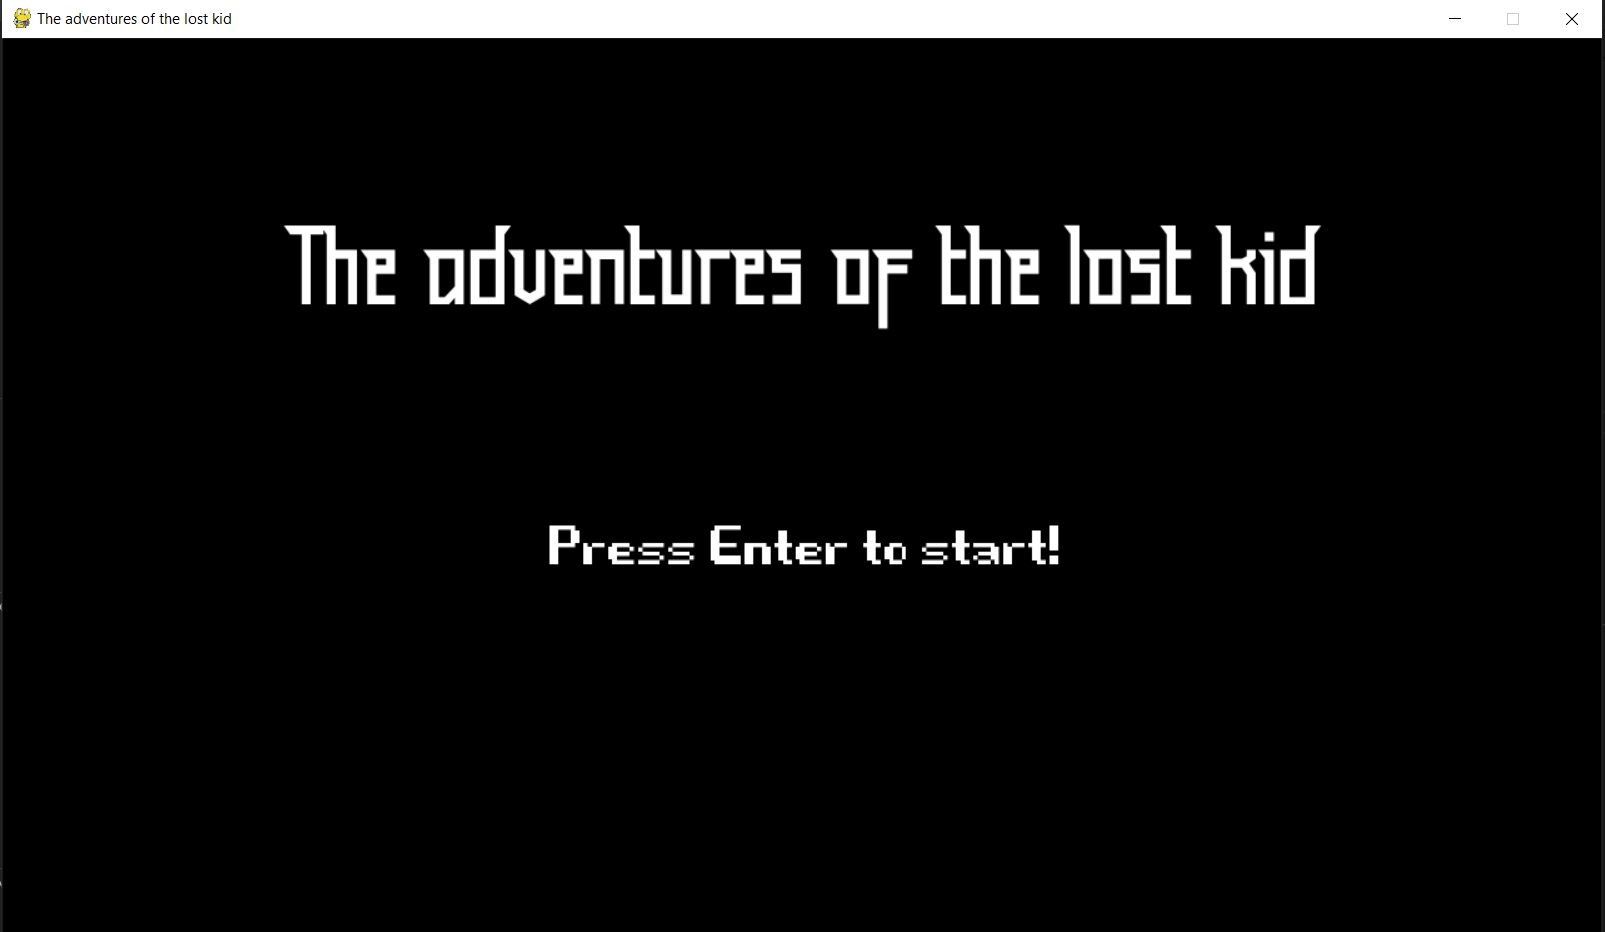 The adventures of the lost kid
The adventures of the lost kid
Press Enter to start!